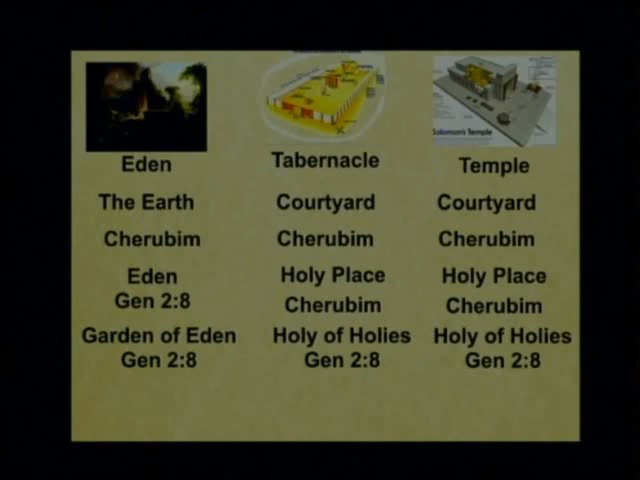 Solomon's Temple
Eden Tabernacle Temple
The Earth Courtyard Courtyard
Cherubim Cherubim Cherubim
Eden Holy Place Holy Place
Gen 2:8 Cherubim Cherubim
Garden of Eden Holy of Holies Holy of Holies
Gen 2:8 Gen 2:8 Gen 2:8